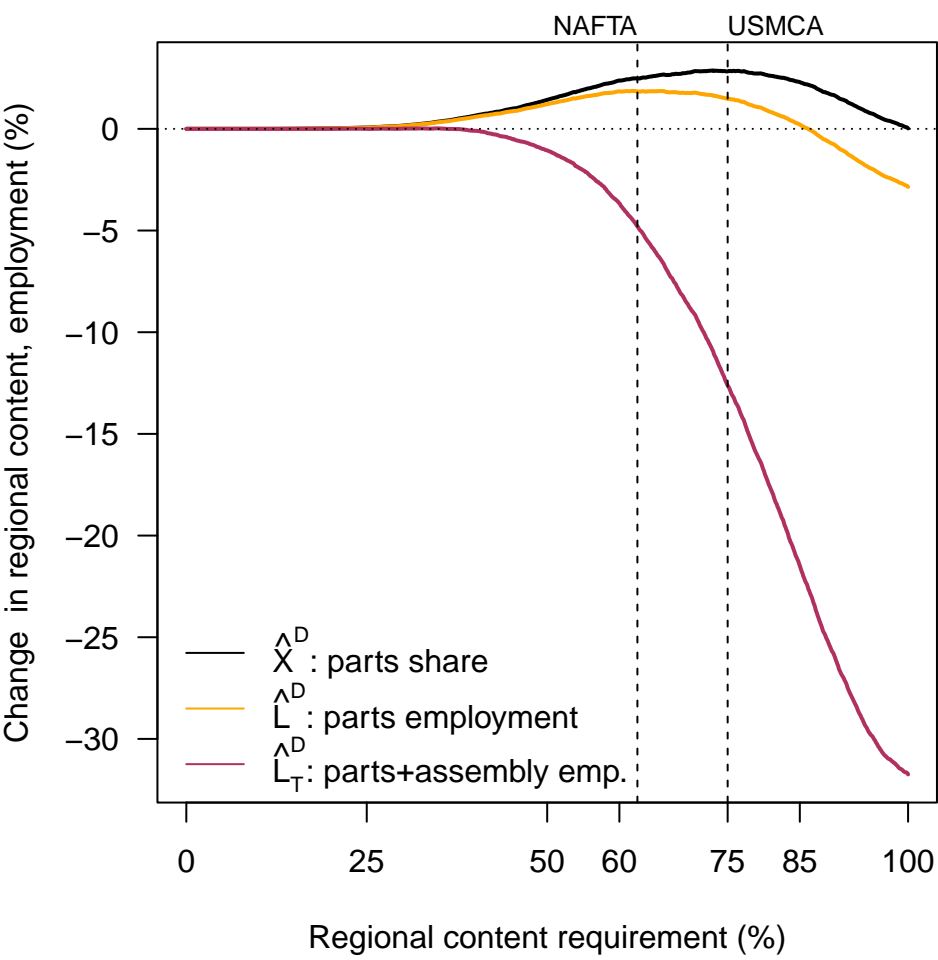 NAFTA USMCA
Change in regional content, employment (%)
0
−5
−10
−15
−20
−25
−30
X̂^D : parts share
L̂^D : parts employment
L̂_T^D: parts+assembly emp.
0 25 50 60 75 85 100
Regional content requirement (%)